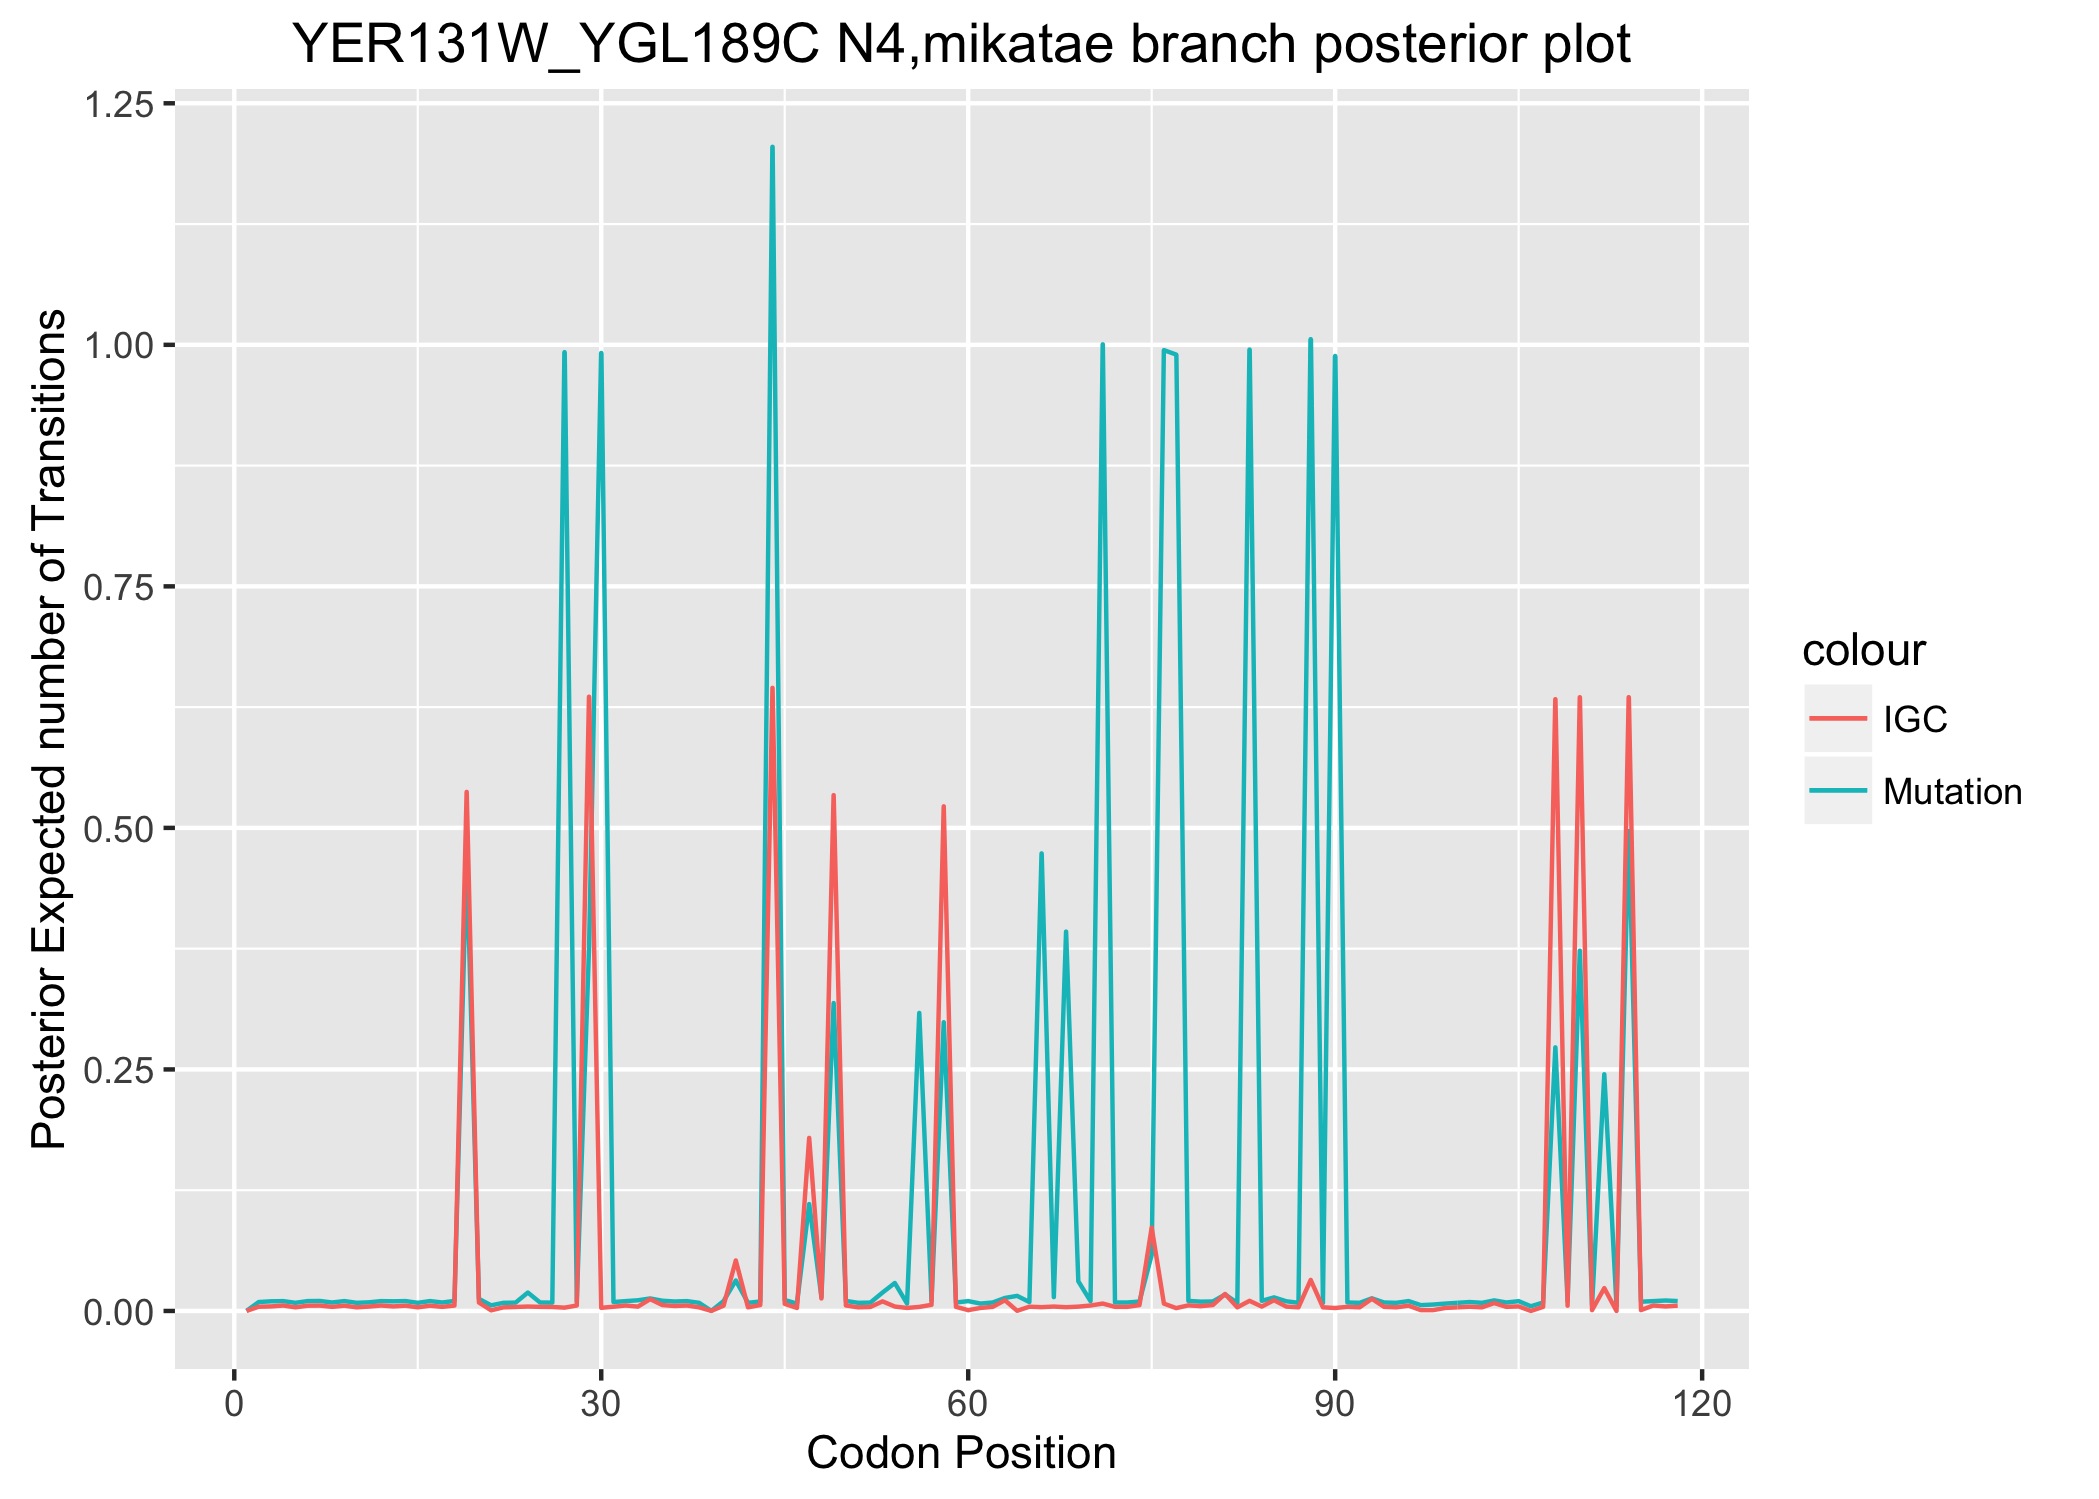 YER131W_YGL189C N4,mikatae branch posterior plot
Posterior Expected number of Transitions
1.25
1.00
0.75
0.50
0.25
0.00
0 30 60 90 120
Codon Position
colour
IGC
Mutation